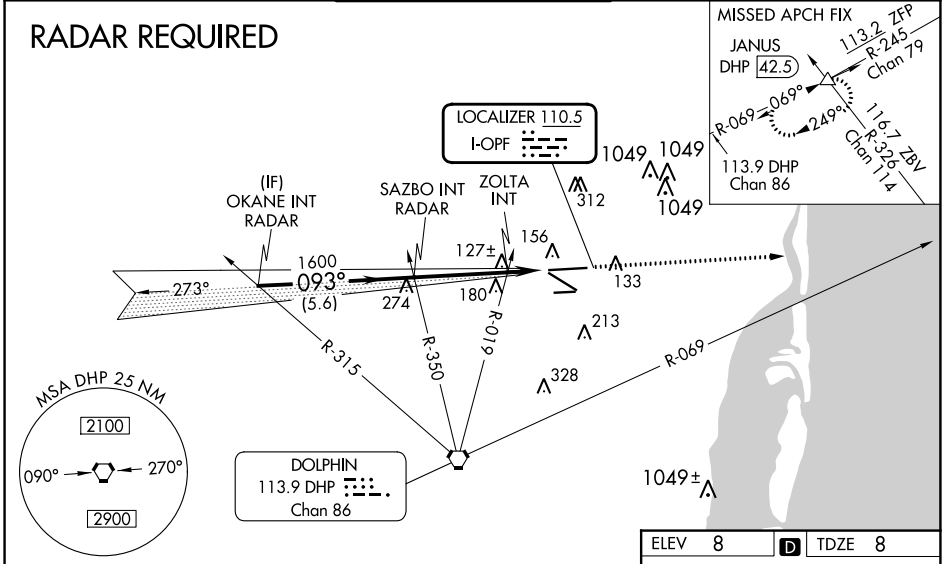 RADAR REQUIRED
MISSED APCH FIX
JANUS
DHP 42.5
113.2 ZFP
R-245
Chan 79
R-069
069°
249°
116.7 ZBV
R-326
Chan 114
113.9 DHP
Chan 86
LOCALIZER 110.5
I-OPF
1049
1049
1049
312
(IF)
OKANE INT
RADAR
SAZBO INT
RADAR
ZOLTA
INT
156
127±
1600
093°
(5.6)
273°
274
180
133
213
328
R-315
R-350
R-019
R-069
MSA DHP 25 NM
2100
090°
270°
2900
DOLPHIN
113.9 DHP
Chan 86
1049±
ELEV 8 D TDZE 8